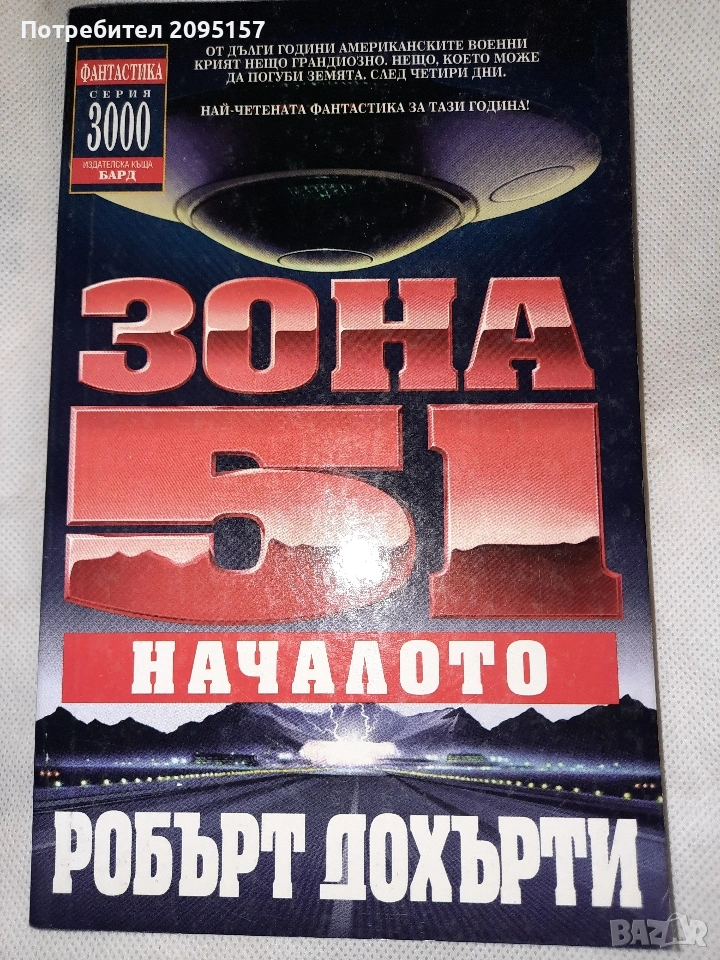 Потребител 2095157
ФАНТАСТИКА
СЕРИЯ
3000
ИЗДАТЕЛСКА КЪЩА
БАРД
ОТ ДЪЛГИ ГОДИНИ АМЕРИКАНСКИТЕ ВОЕННИ
КРИЯТ НЕЩО ГРАНДИОЗНО. НЕЩО, КОЕТО МОЖЕ
ДА ПОГУБИ ЗЕМЯТА. СЛЕД ЧЕТИРИ ДНИ.
НАЙ-ЧЕТЕНАТА ФАНТАСТИКА ЗА ТАЗИ ГОДИНА!
ЗОНА
51
НАЧАЛОТО
РОБЪРТ ДОХЪРТИ
BAZAR